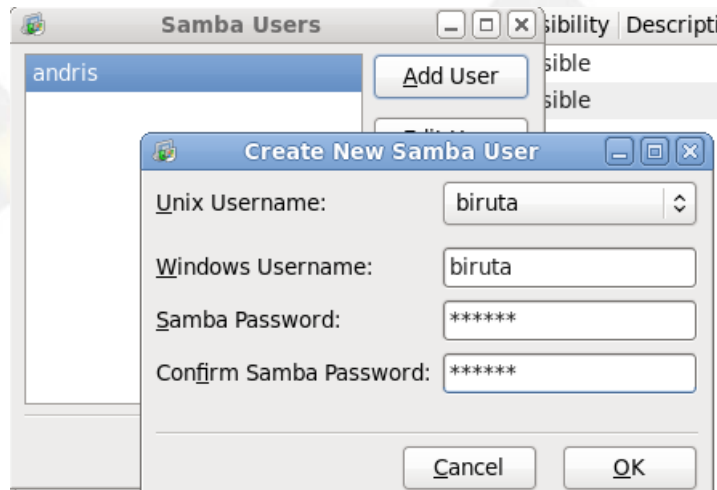 Samba Users
sibility Descripti
andris
Add User
sible
sible
Create New Samba User
Unix Username: biruta
Windows Username: biruta
Samba Password: ******
Confirm Samba Password: ******
Cancel OK